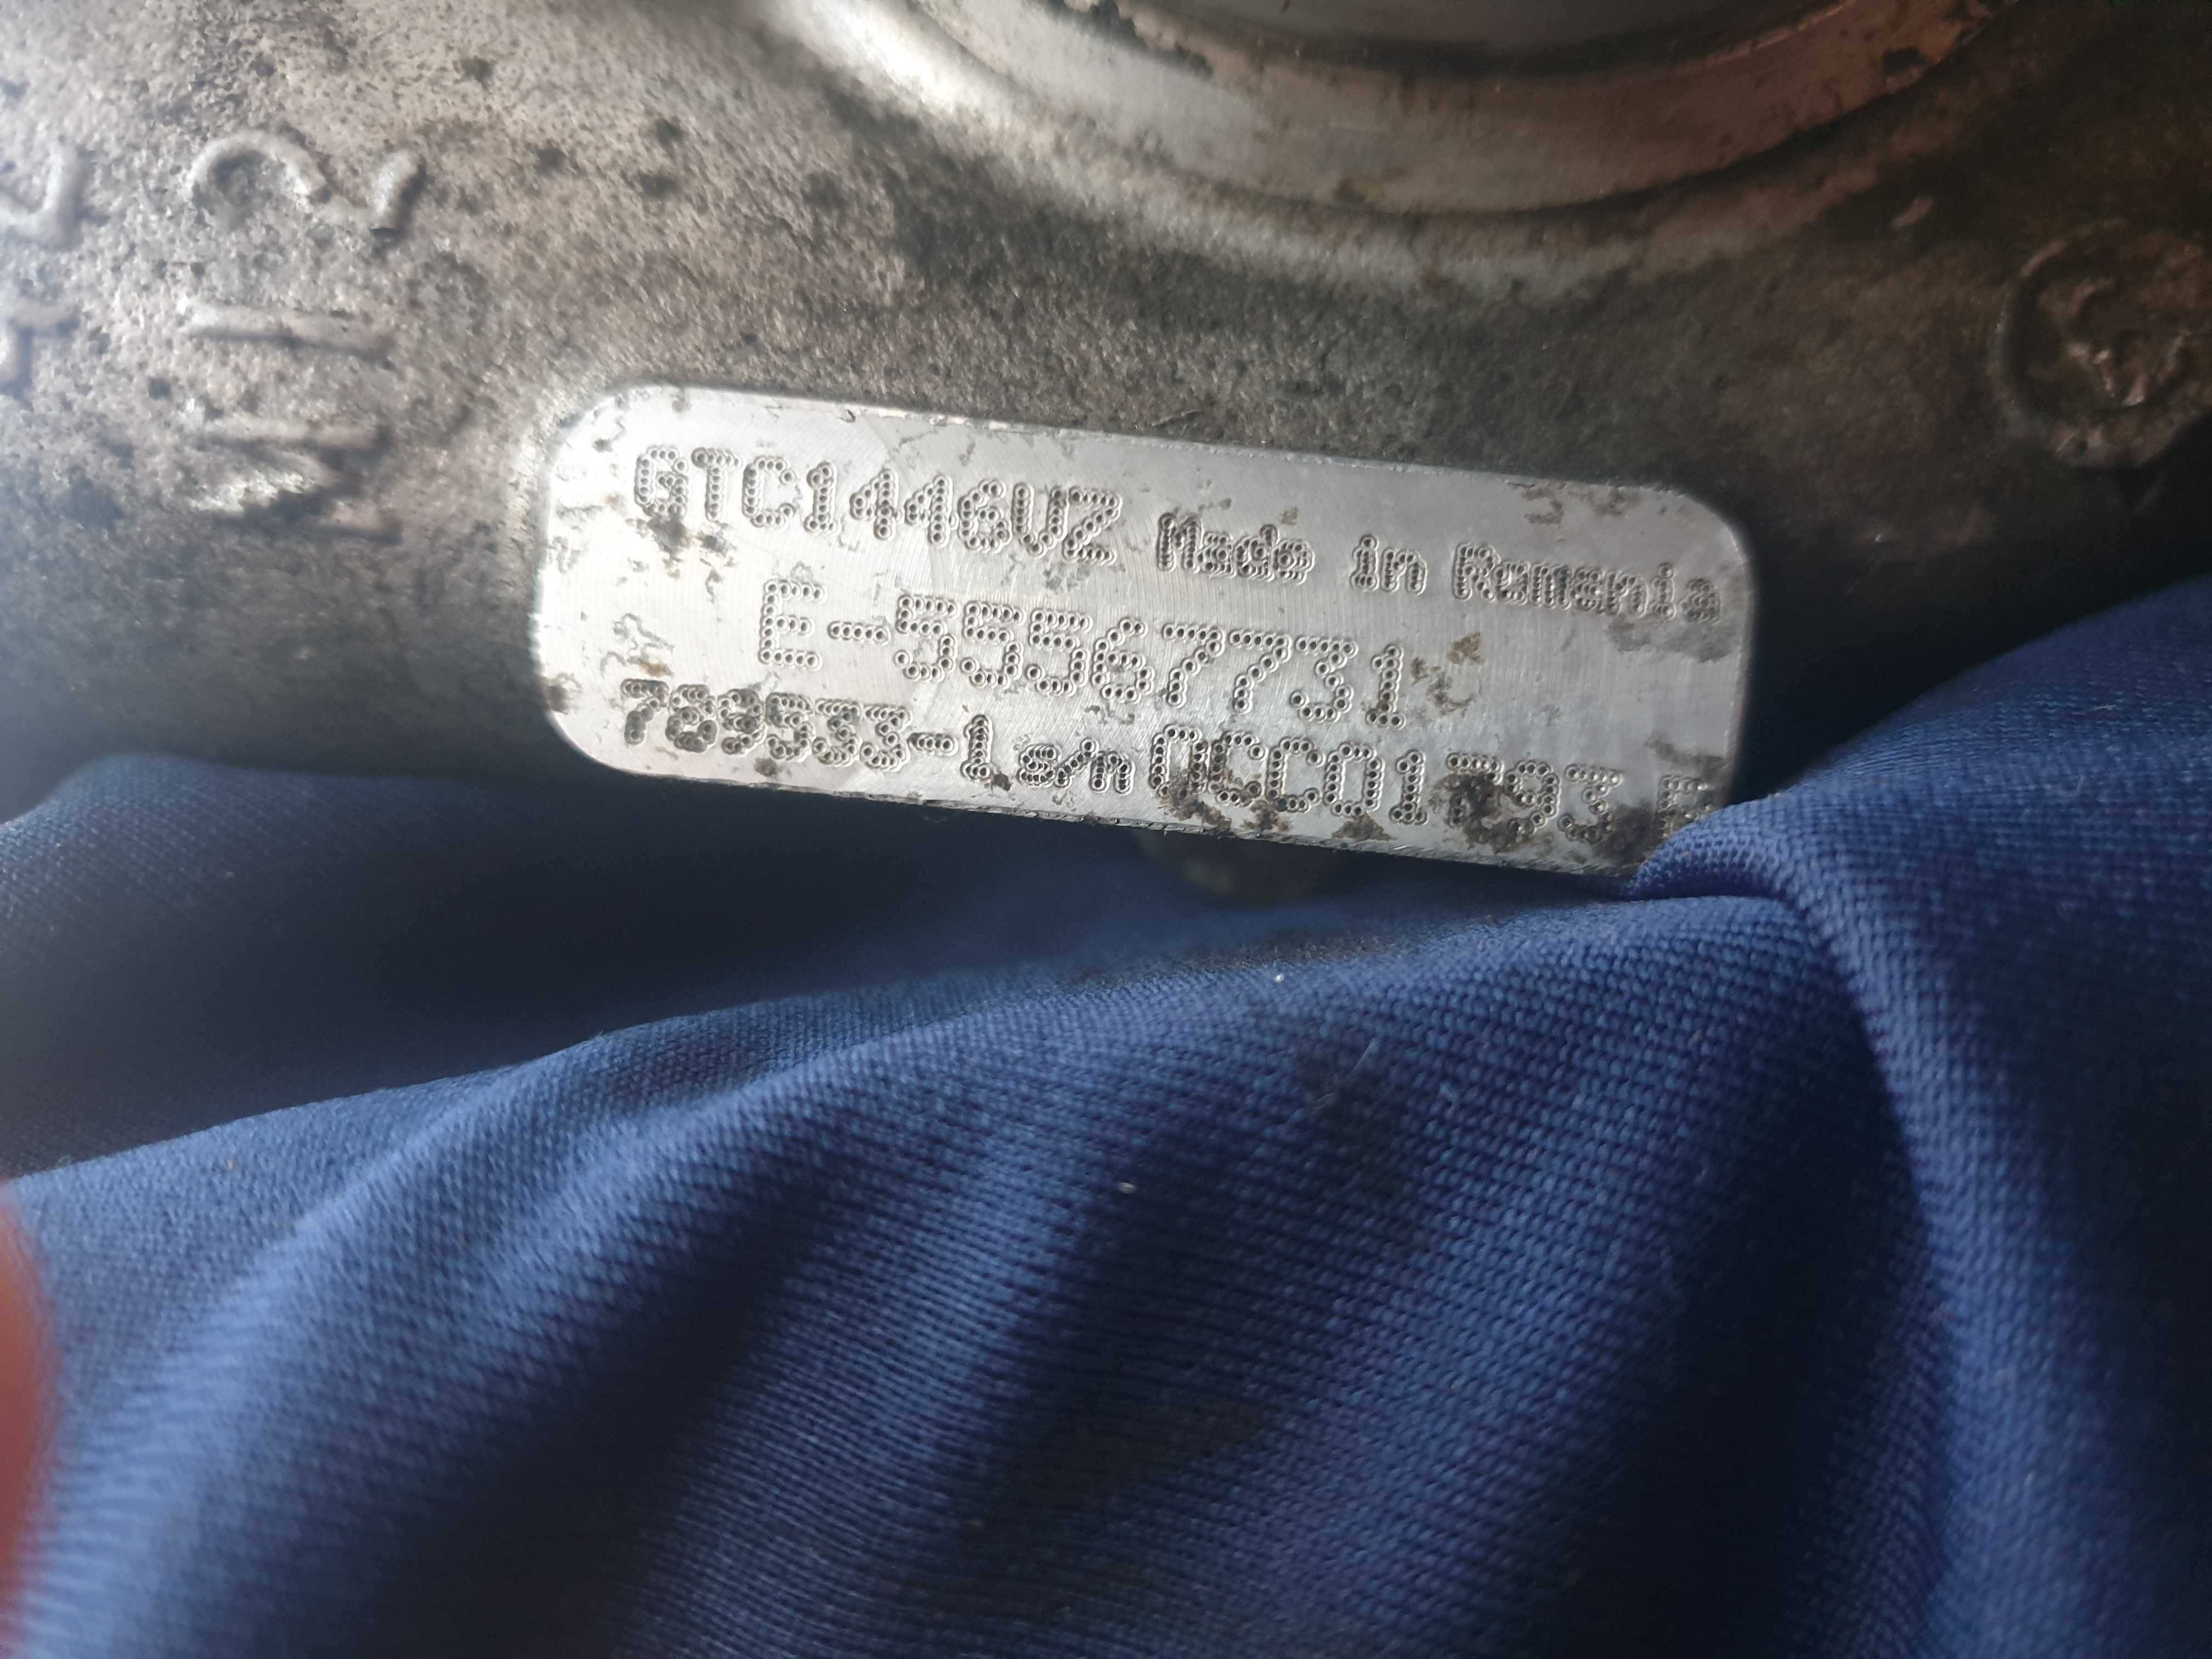 GTC1446VZ Made in Romania
E-55567731
789533-1 s/n